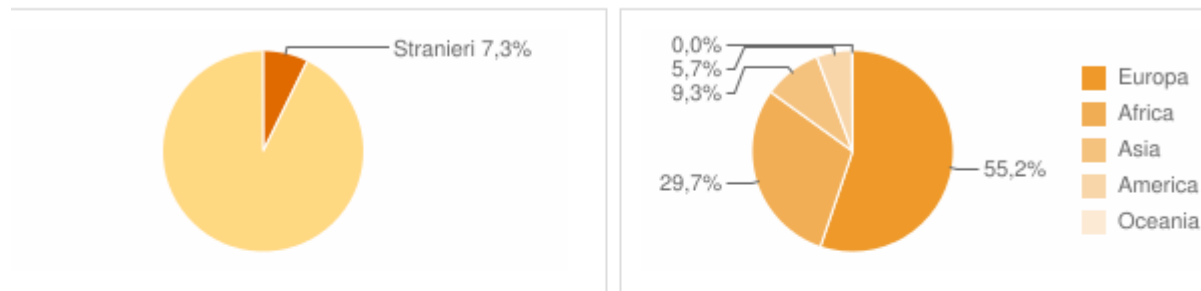 Stranieri 7,3%
0,0%
5,7%
9,3%
29,7%
55,2%
Europa
Africa
Asia
America
Oceania